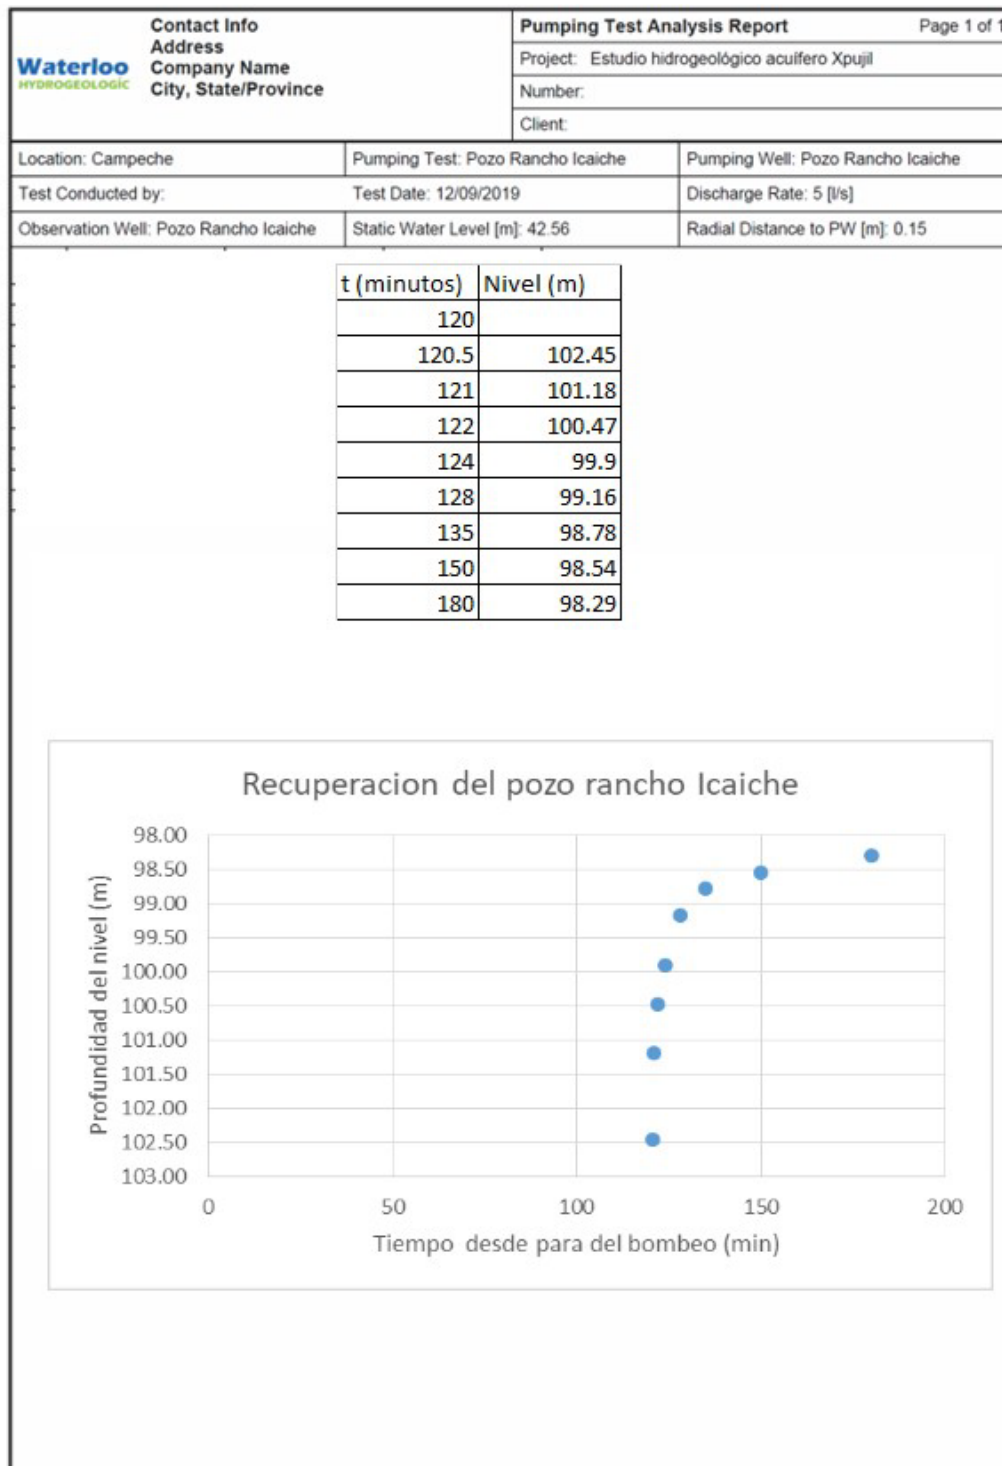 Waterloo
HYDROGEOLOGIC
Contact Info
Address
Company Name
City, State/Province
Pumping Test Analysis Report Page 1 of 1
Project: Estudio hidrogeológico acuífero Xpujil
Number:
Client:
Location: Campeche Pumping Test: Pozo Rancho Icaiche Pumping Well: Pozo Rancho Icaiche
Test Conducted by: Test Date: 12/09/2019 Discharge Rate: 5 [l/s]
Observation Well: Pozo Rancho Icaiche Static Water Level [m]: 42.56 Radial Distance to PW [m]: 0.15
t (minutos) Nivel (m)
120
120.5 102.45
121 101.18
122 100.47
124 99.9
128 99.16
135 98.78
150 98.54
180 98.29
Recuperacion del pozo rancho Icaiche
Profundidad del nivel (m)
98.00
98.50
99.00
99.50
100.00
100.50
101.00
101.50
102.00
102.50
103.00
0 50 100 150 200
Tiempo desde para del bombeo (min)